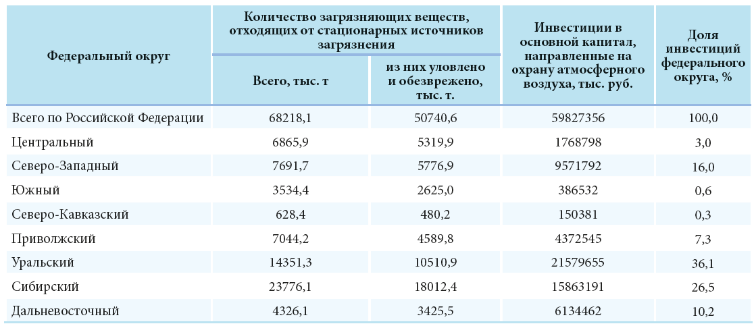 Федеральный округ
Количество загрязняющих веществ,
отходящих от стационарных источников
загрязнения
Всего, тыс. т
из них уловлено
и обезврежено,
тыс. т.
Инвестиции в
основной капитал,
направленные на
охрану атмосферного
воздуха, тыс. руб.
Доля
инвестиций
федерального
округа, %
Всего по Российской Федерации 68218,1 50740,6 59827356 100,0
Центральный 6865,9 5319,9 1768798 3,0
Северо-Западный 7691,7 5776,9 9571792 16,0
Южный 3534,4 2625,0 386532 0,6
Северо-Кавказский 628,4 480,2 150381 0,3
Приволжский 7044,2 4589,8 4372545 7,3
Уральский 14351,3 10510,9 21579655 36,1
Сибирский 23776,1 18012,4 15863191 26,5
Дальневосточный 4326,1 3425,5 6134462 10,2